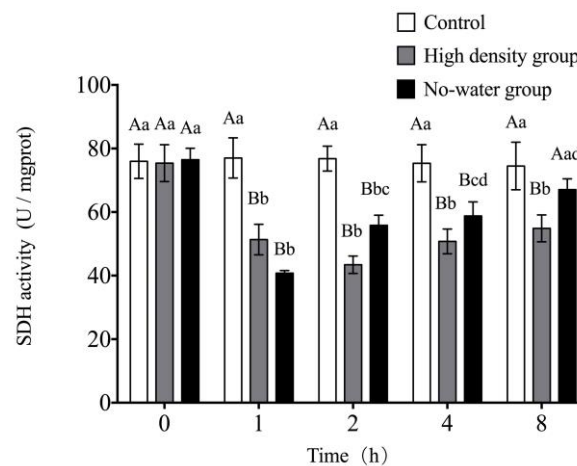 Control
High density group
No-water group
SDH activity (U / mgprot)
100
80
60
40
20
0
Aa Aa Aa
Aa Bb Bb
Aa Bb Bbc
Aa Bb Bcd
Aa Bb Aad
0 1 2 4 8
Time (h)